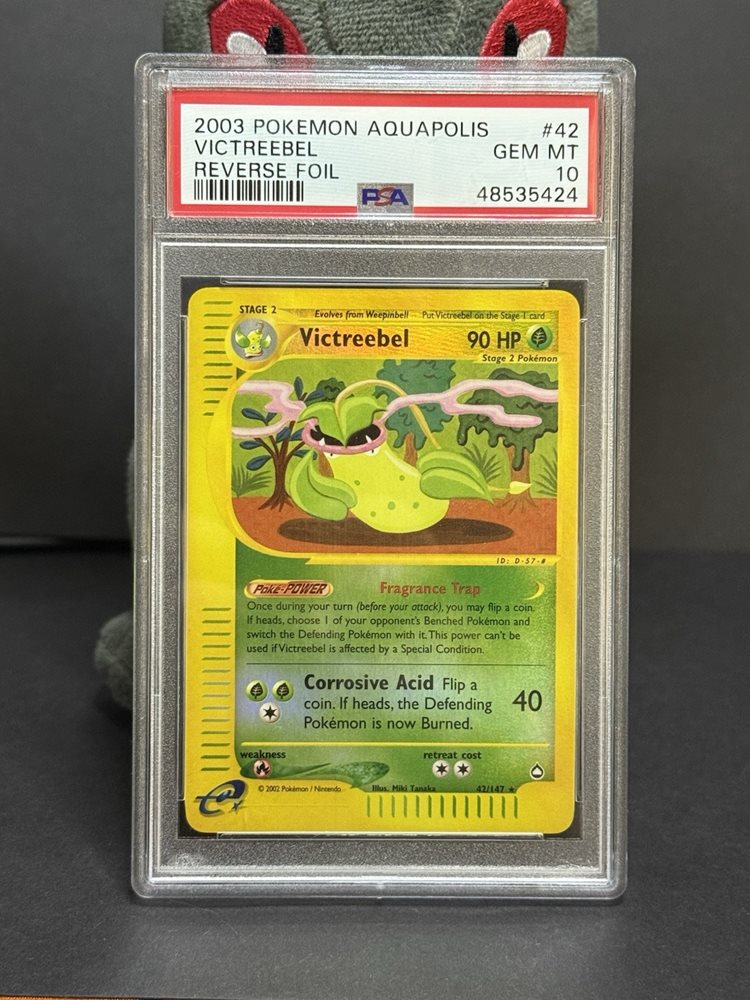 2003 POKEMON AQUAPOLIS #42
VICTREEBEL GEM MT
REVERSE FOIL 10
PSA 48535424
STAGE 2 Evolves from Weepinbell Put Victreebel on the Stage 1 card
Victreebel 90 HP
Stage 2 Pokémon
ID: D-57-#
Poké-POWER Fragrance Trap
Once during your turn (before your attack), you may flip a coin.
If heads, choose 1 of your opponent's Benched Pokémon and
switch the Defending Pokémon with it. This power can't be
used if Victreebel is affected by a Special Condition.
Corrosive Acid Flip a
coin. If heads, the Defending 40
Pokémon is now Burned.
weakness retreat cost
e
© 2002 Pokémon / Nintendo Illus. Miki Tanaka 42/147 ★